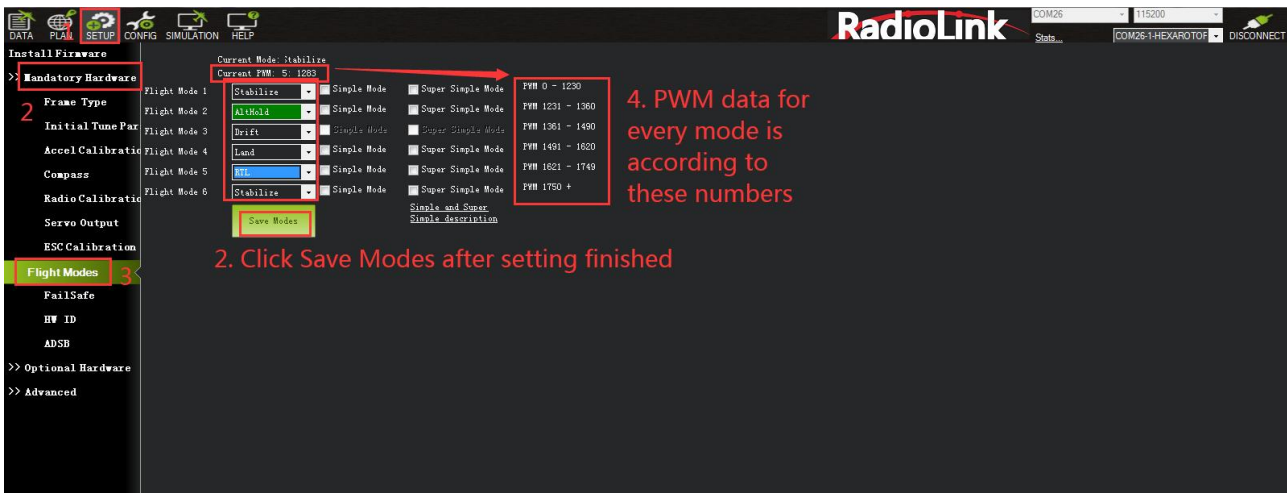 DATA PLAN SETUP CONFIG SIMULATION HELP
RadioLink
COM26 115200
Stats... COM26-1-HEXAROTOF DISCONNECT
Install Firmware
>> Mandatory Hardware
2
Frame Type
Initial Tune Par
Accel Calibratic
Compass
Radio Calibratic
Servo Output
ESC Calibration
Flight Modes 3
FailSafe
HW ID
ADSB
>> Optional Hardware
>> Advanced
Current Mode: Stabilize
Current PWM: 5: 1283
Flight Mode 1 Stabilize Simple Mode Super Simple Mode PWM 0 - 1230
Flight Mode 2 AltHold Simple Mode Super Simple Mode PWM 1231 - 1360
Flight Mode 3 Drift Simple Mode Super Simple Mode PWM 1361 - 1490
Flight Mode 4 Land Simple Mode Super Simple Mode PWM 1491 - 1620
Flight Mode 5 RTL Simple Mode Super Simple Mode PWM 1621 - 1749
Flight Mode 6 Stabilize Simple Mode Super Simple Mode PWM 1750 +
Simple and Super
Simple description
Save Modes
2. Click Save Modes after setting finished
4. PWM data for
every mode is
according to
these numbers